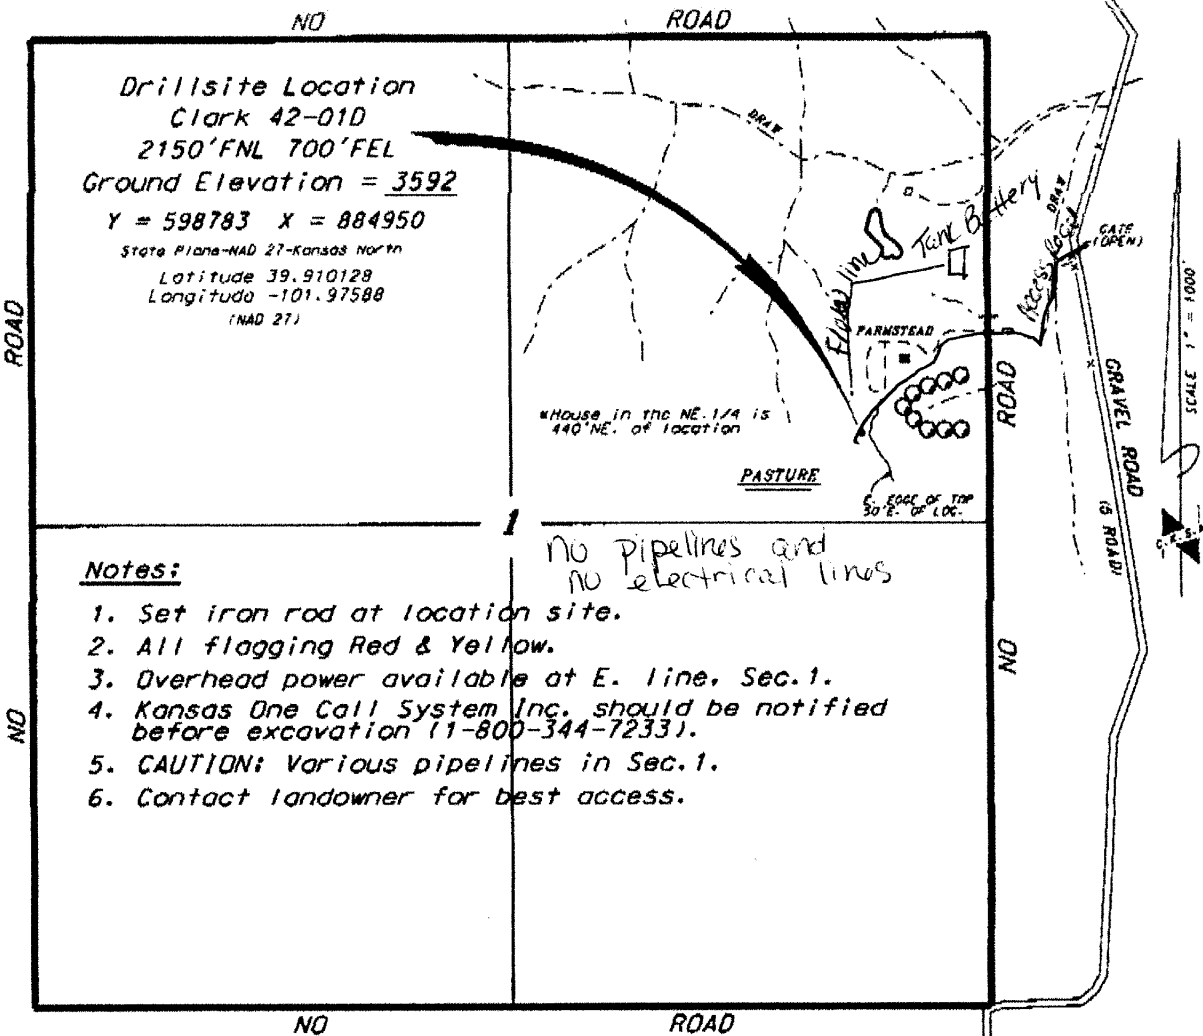 NO ROAD
Drillsite Location
Clark 42-01D
2150'FNL 700'FEL
Ground Elevation = 3592
Y = 598783 X = 884950
State Plane-NAD 27-Kansas North
Latitude 39.910128
Longitude -101.97588
(NAD 27)
DRAW
Tank Battery
DRAW
Access Road
GATE
(OPEN)
line
FARMSTEAD
*House in the NE.1/4 is
440'NE. of location
PASTURE
E. EDGE OF TOP
30'E. OF LOC.
ROAD
NO
ROAD
NO
GRAVEL ROAD
(G ROAD)
SCALE 1" = 1000'
1
no pipelines and
no electrical lines
Notes:
1. Set iron rod at location site.
2. All flagging Red & Yellow.
3. Overhead power available at E. line, Sec.1.
4. Kansas One Call System Inc. should be notified
before excavation (1-800-344-7233).
5. CAUTION: Various pipelines in Sec.1.
6. Contact landowner for best access.
NO ROAD